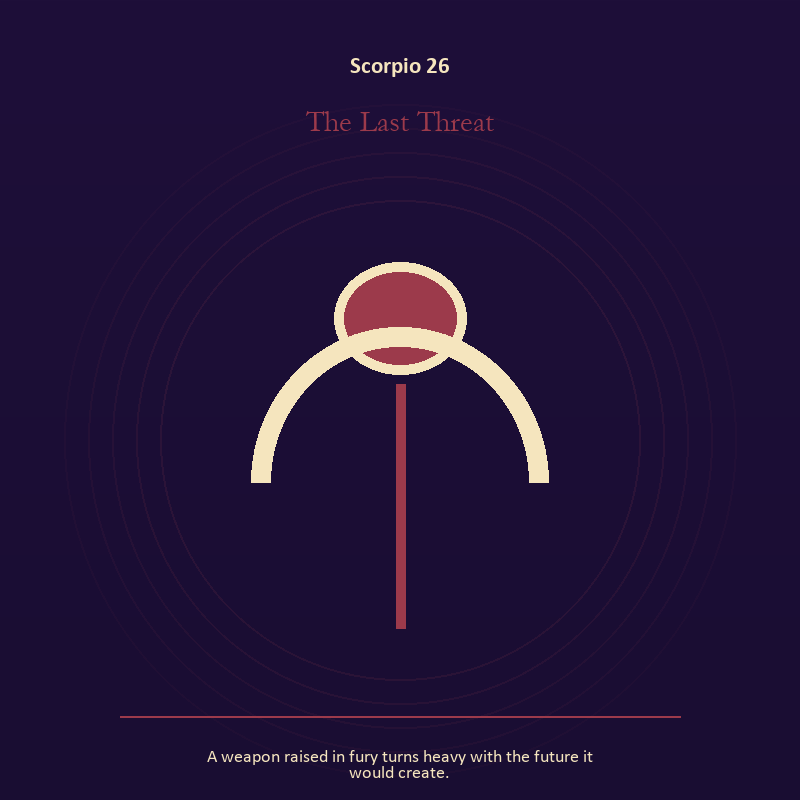 Scorpio 26
The Last Threat
A weapon raised in fury turns heavy with the future it
would create.